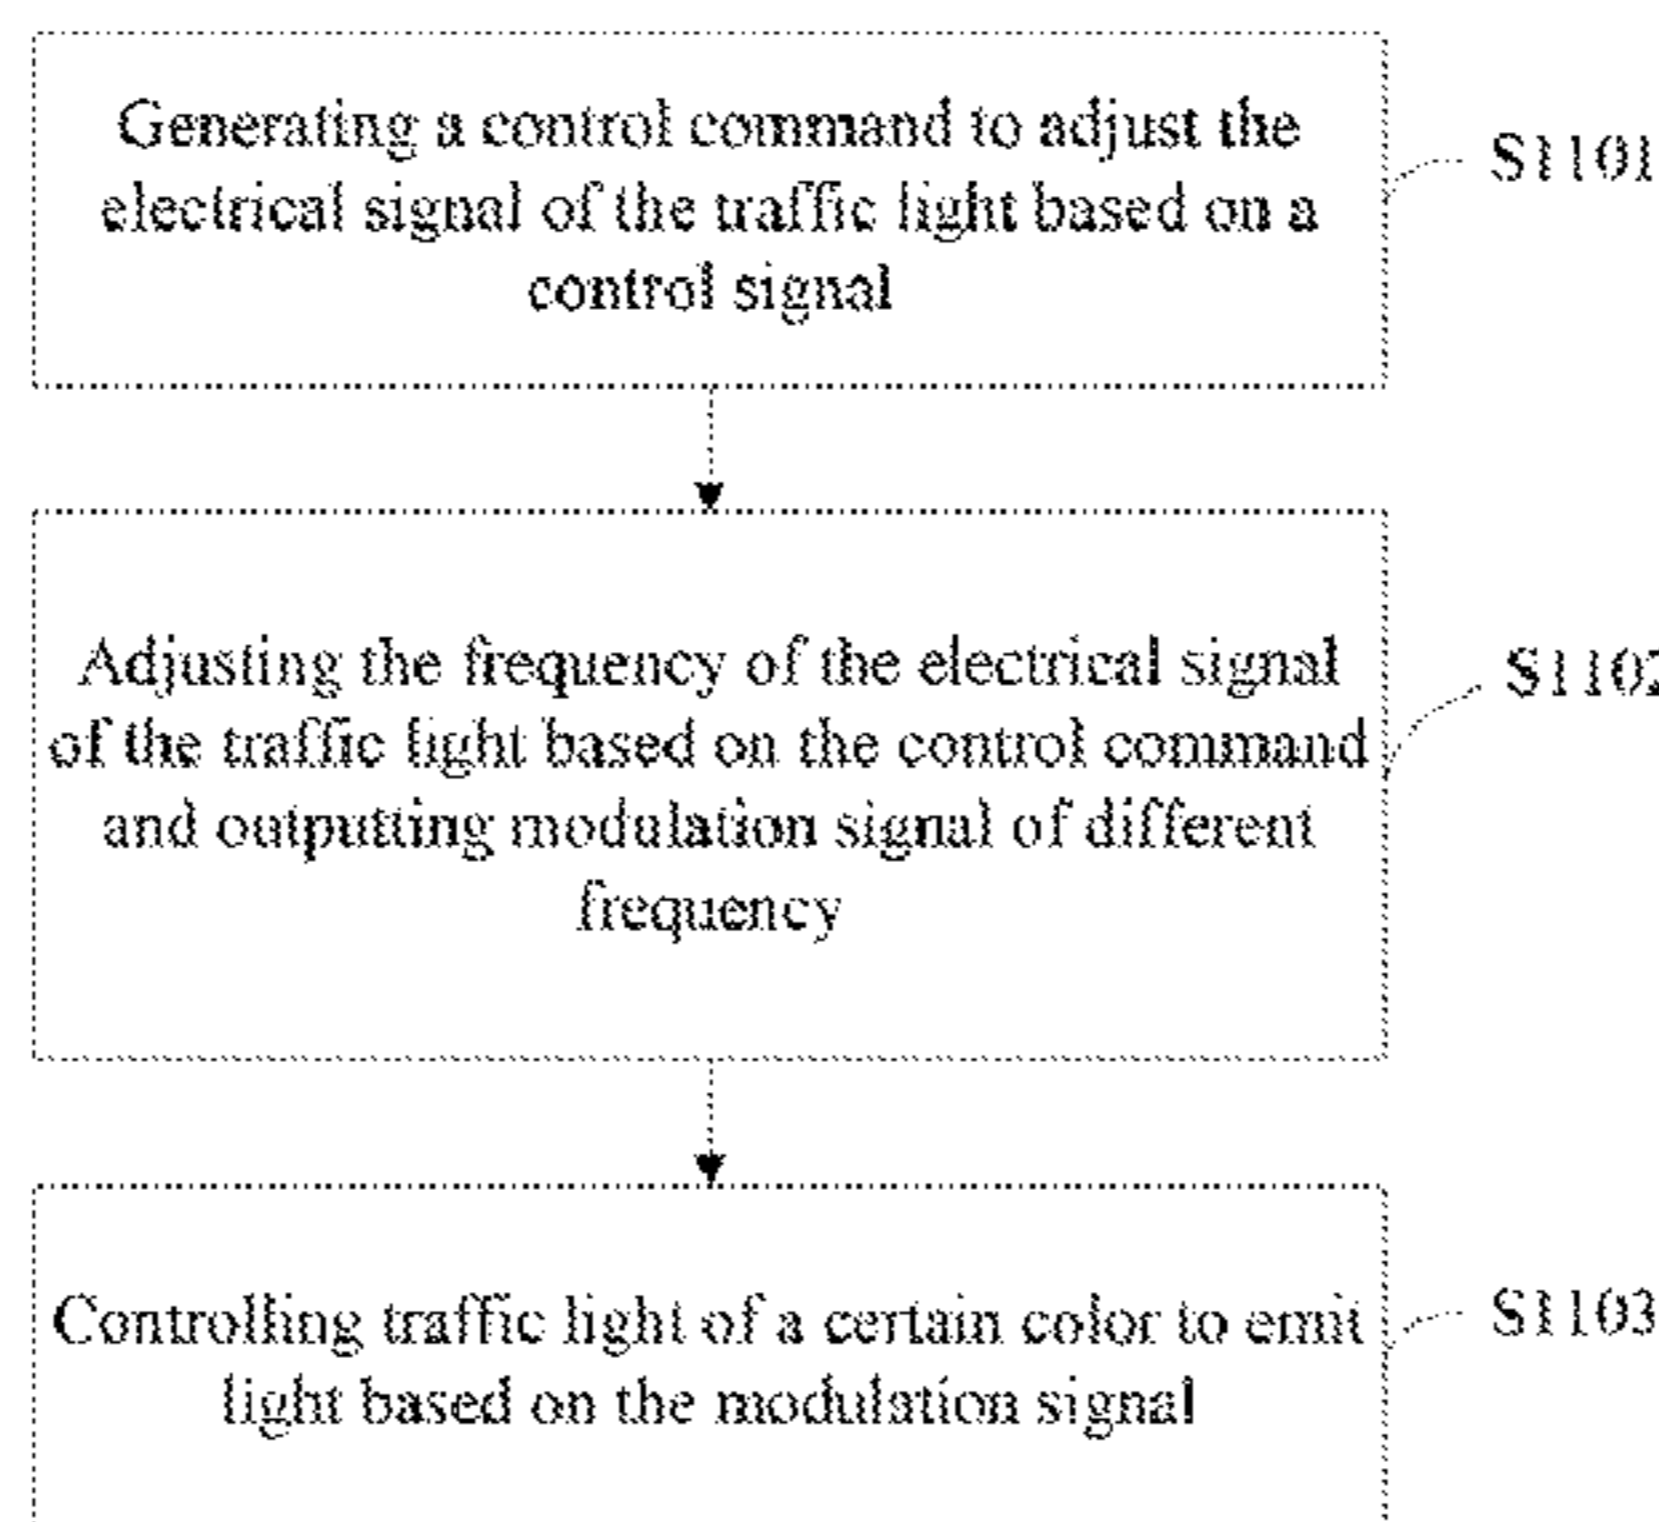 Generating a control command to adjust the
electrical signal of the traffic light based on a
control signal
S1101
Adjusting the frequency of the electrical signal
of the traffic light based on the control command
and outputting modulation signal of different
frequency
S1102
Controlling traffic light of a certain color to emit
light based on the modulation signal
S1103